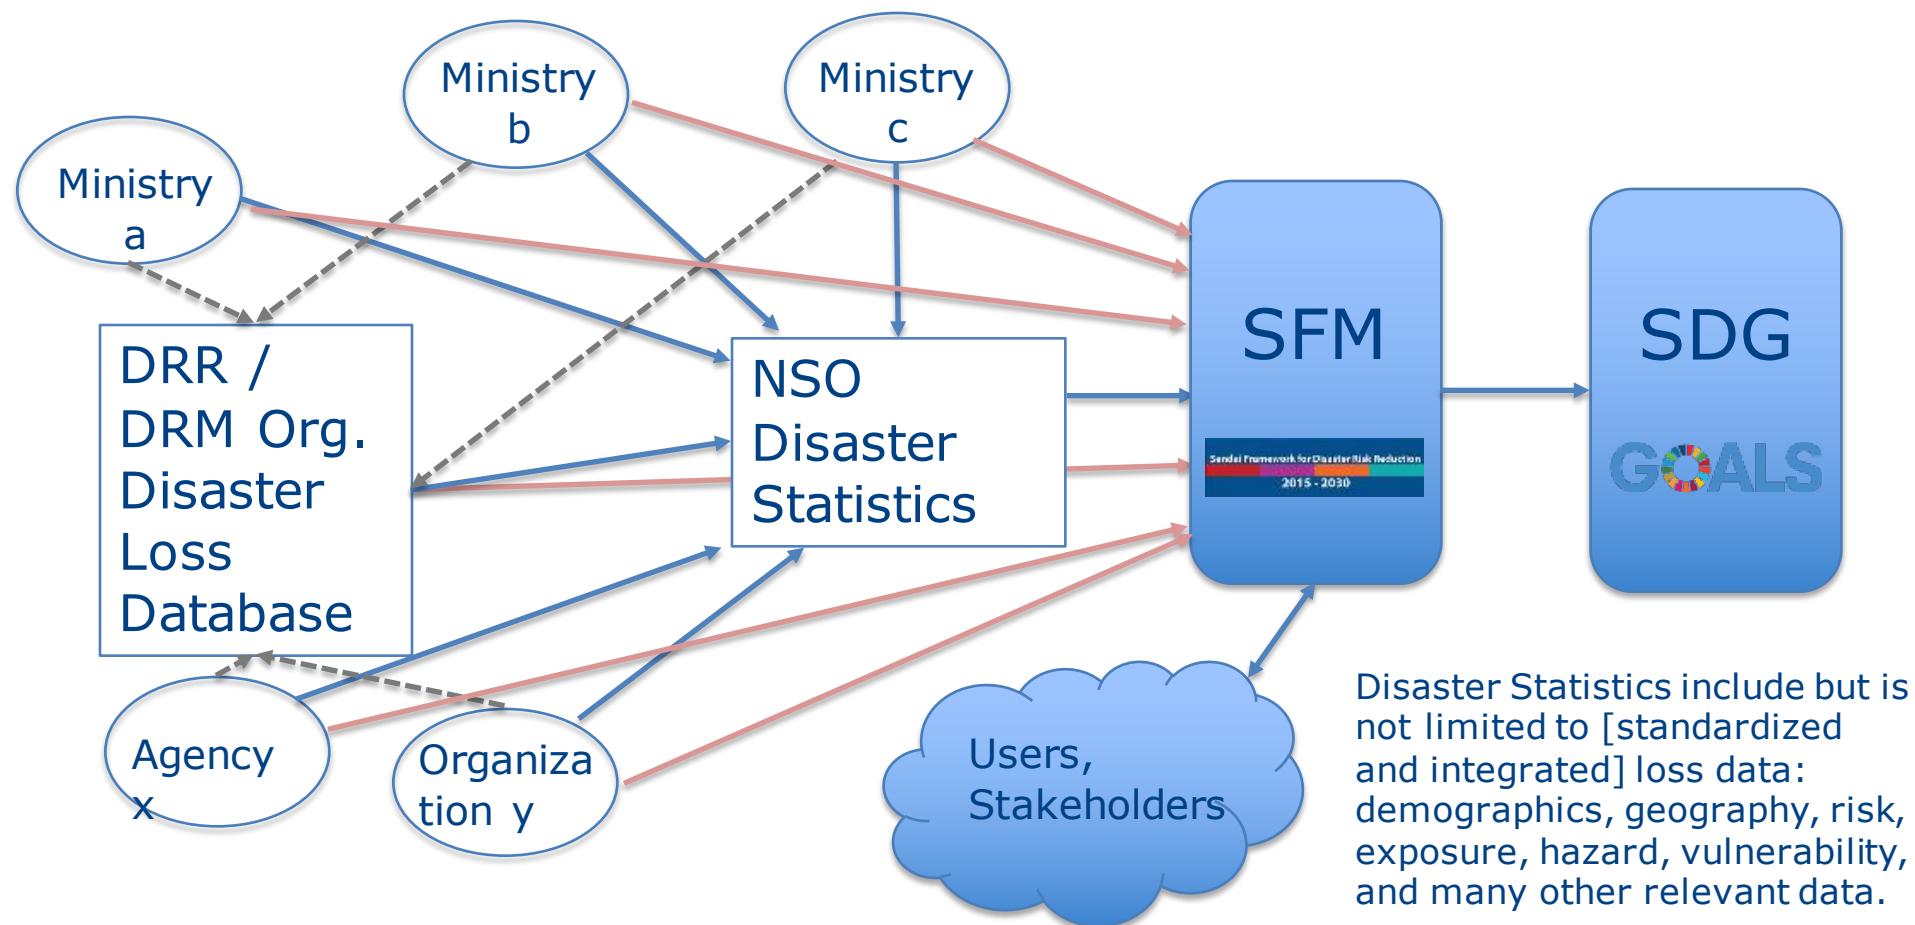 Ministry
b
Ministry
c
Ministry
a
DRR /
DRM Org.
Disaster
Loss
Database
NSO
Disaster
Statistics
SFM
Sendai Framework for Disaster Risk Reduction
2015 - 2030
SDG
GOALS
Agency
x
Organiza
tion y
Users,
Stakeholders
Disaster Statistics include but is
not limited to [standardized
and integrated] loss data:
demographics, geography, risk,
exposure, hazard, vulnerability,
and many other relevant data.